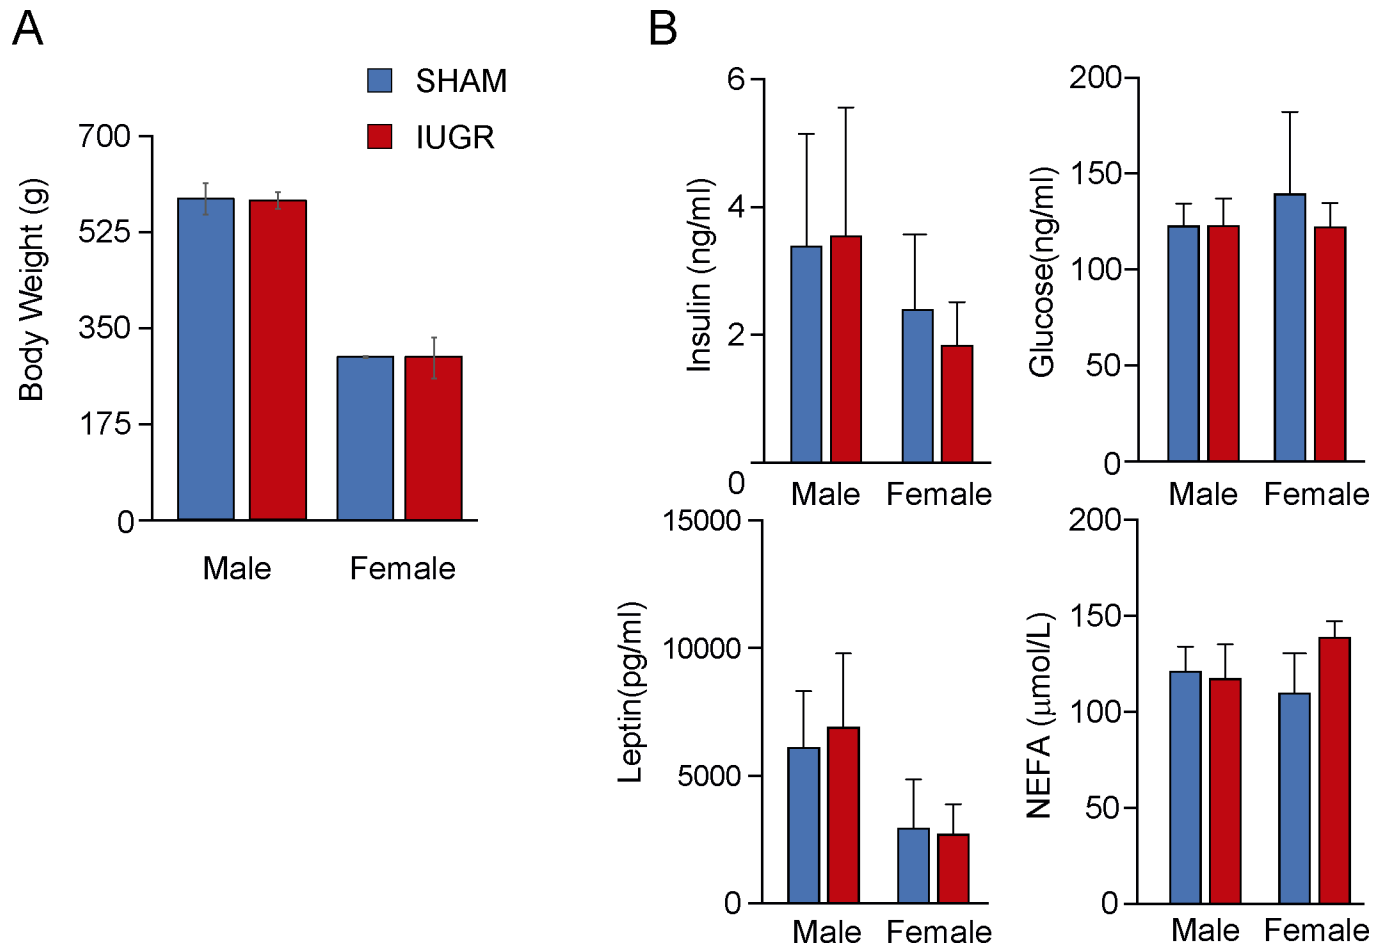 A
SHAM
IUGR
Body Weight (g)
700
525
350
175
0
Male Female
B
Insulin (ng/ml)
6
4
2
0
Male Female
Glucose(ng/ml)
200
150
100
50
0
Male Female
Leptin(pg/ml)
15000
10000
5000
0
Male Female
NEFA (μmol/L)
200
150
100
50
0
Male Female